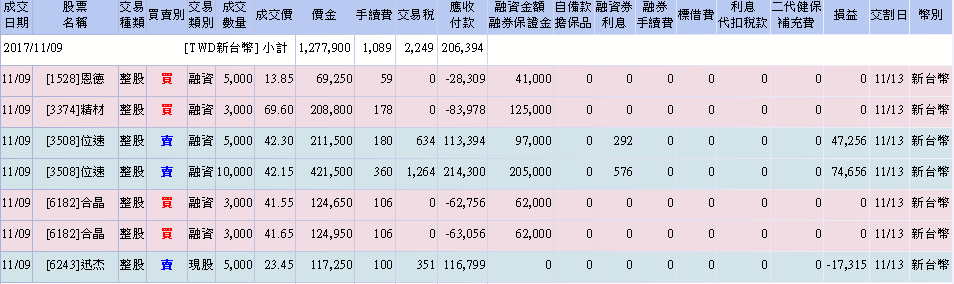 成交日期 股票名稱 交易種類 買賣別 交易類別 成交數量 成交價 價金 手續費 交易稅 應收付款 融資金額融券保證金 自備款擔保品 融資券利息 融券手續費 標借費 利息代扣稅款 二代健保補充費 損益 交割日 幣別
2017/11/09 [TWD新台幣] 小計 1,277,900 1,089 2,249 206,394
11/09 [1528]恩德 整股 買 融資 5,000 13.85 69,250 59 0 -28,309 41,000 0 0 0 0 0 0 0 11/13 新台幣
11/09 [3374]精材 整股 買 融資 3,000 69.60 208,800 178 0 -83,978 125,000 0 0 0 0 0 0 0 11/13 新台幣
11/09 [3508]位速 整股 賣 融資 5,000 42.30 211,500 180 634 113,394 97,000 0 292 0 0 0 0 47,256 11/13 新台幣
11/09 [3508]位速 整股 賣 融資 10,000 42.15 421,500 360 1,264 214,300 205,000 0 576 0 0 0 0 74,656 11/13 新台幣
11/09 [6182]合晶 整股 買 融資 3,000 41.55 124,650 106 0 -62,756 62,000 0 0 0 0 0 0 0 11/13 新台幣
11/09 [6182]合晶 整股 買 融資 3,000 41.65 124,950 106 0 -63,056 62,000 0 0 0 0 0 0 0 11/13 新台幣
11/09 [6243]迅杰 整股 賣 現股 5,000 23.45 117,250 100 351 116,799 0 0 0 0 0 0 0 -17,315 11/13 新台幣